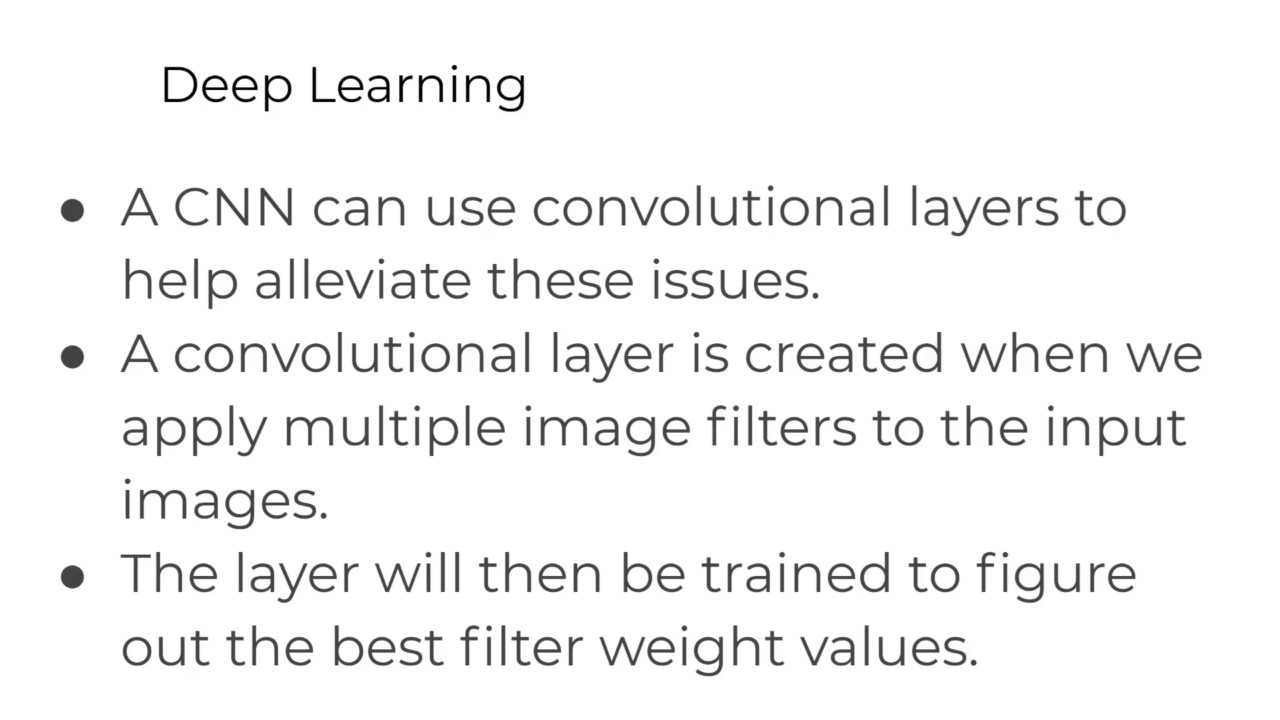 Deep Learning
● A CNN can use convolutional layers to
help alleviate these issues.
● A convolutional layer is created when we
apply multiple image filters to the input
images.
● The layer will then be trained to figure
out the best filter weight values.